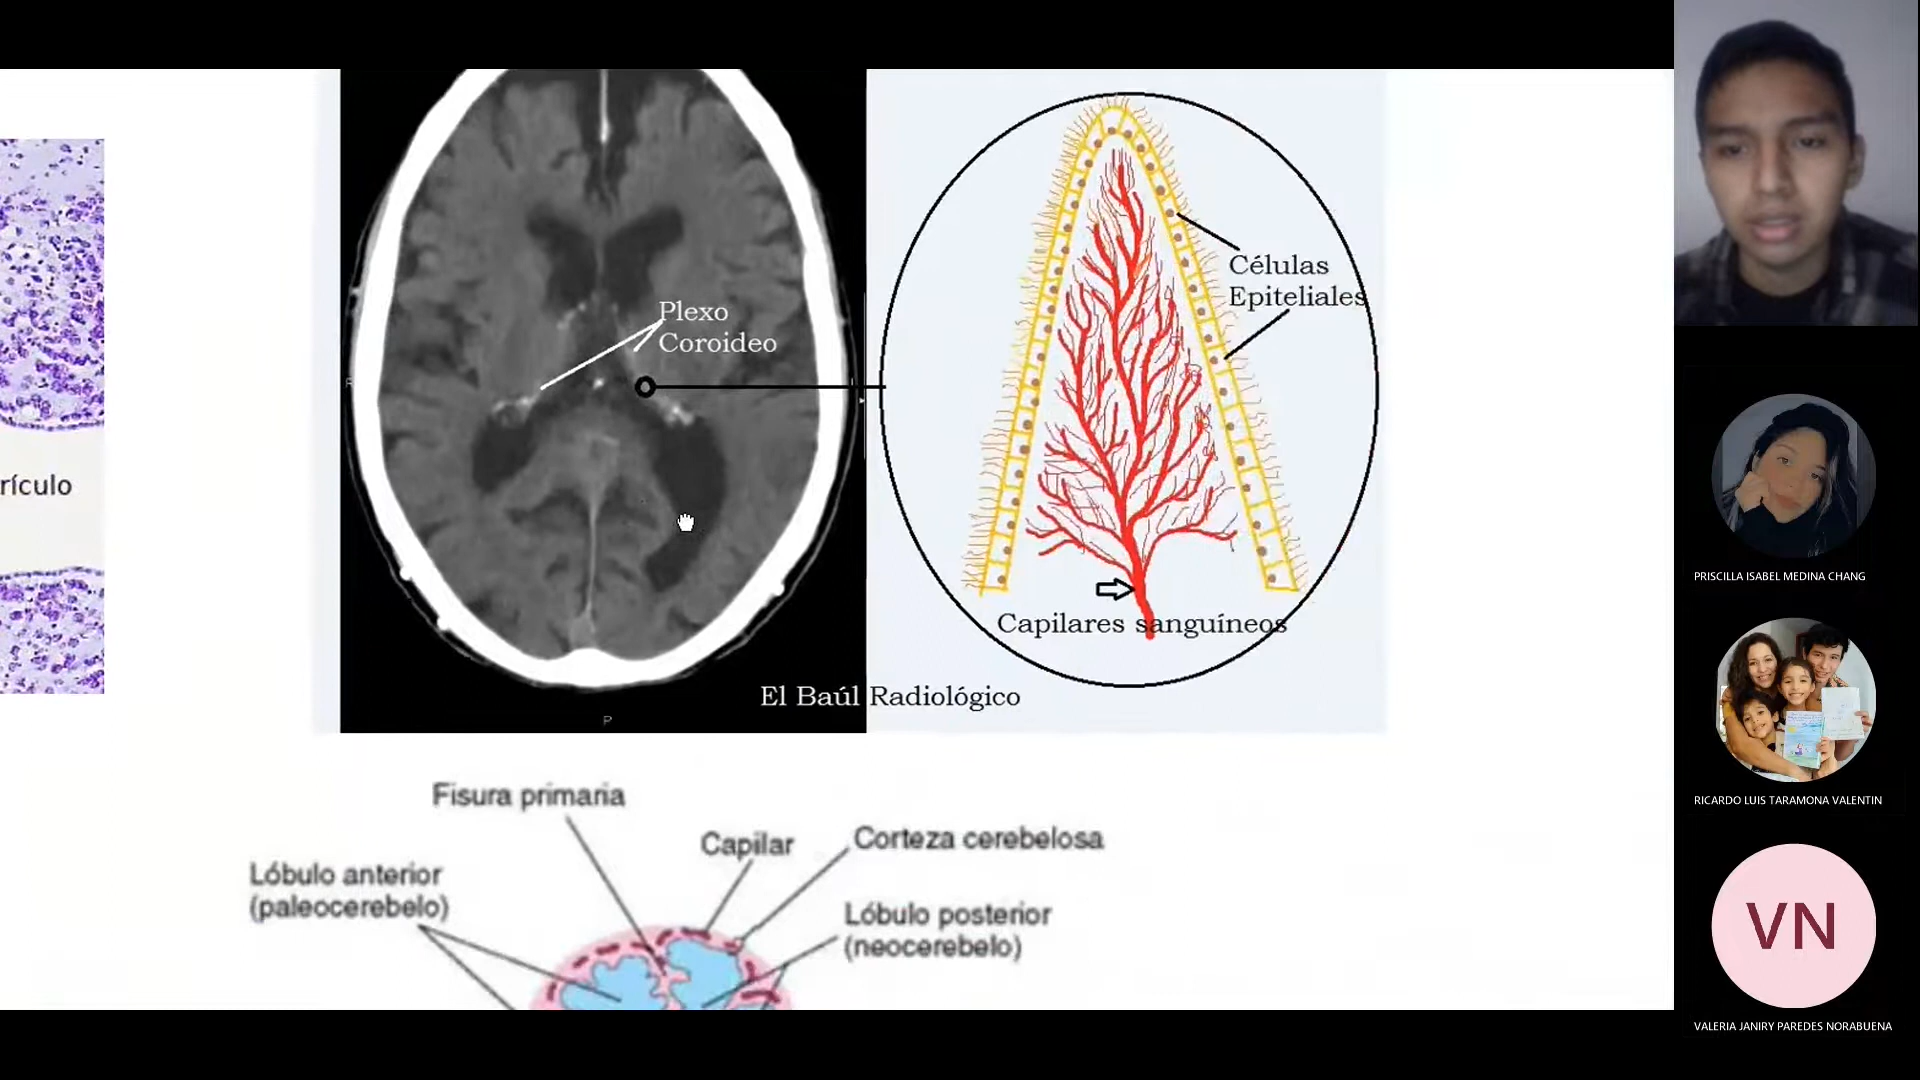 rículo
Plexo
Coroideo
Células
Epiteliales
Capilares sanguíneos
El Baúl Radiológico
P
Fisura primaria
Capilar
Corteza cerebelosa
Lóbulo anterior
(paleocerebelo)
Lóbulo posterior
(neocerebelo)
PRISCILLA ISABEL MEDINA CHANG
RICARDO LUIS TARAMONA VALENTIN
VN
VALERIA JANIRY PAREDES NORABUENA